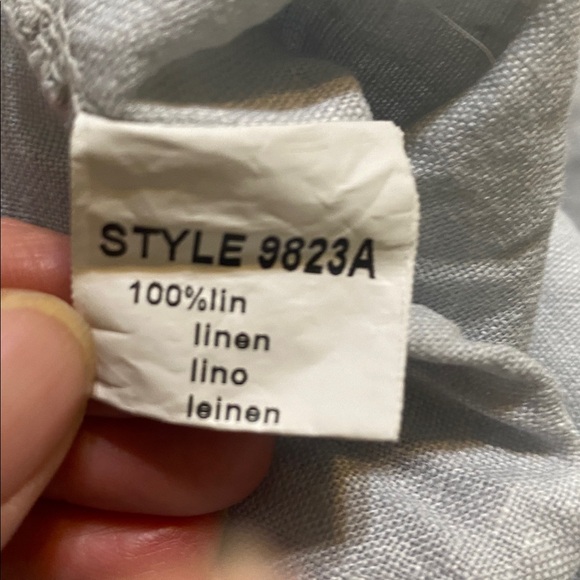 STYLE 9823A
100%lin
linen
lino
leinen